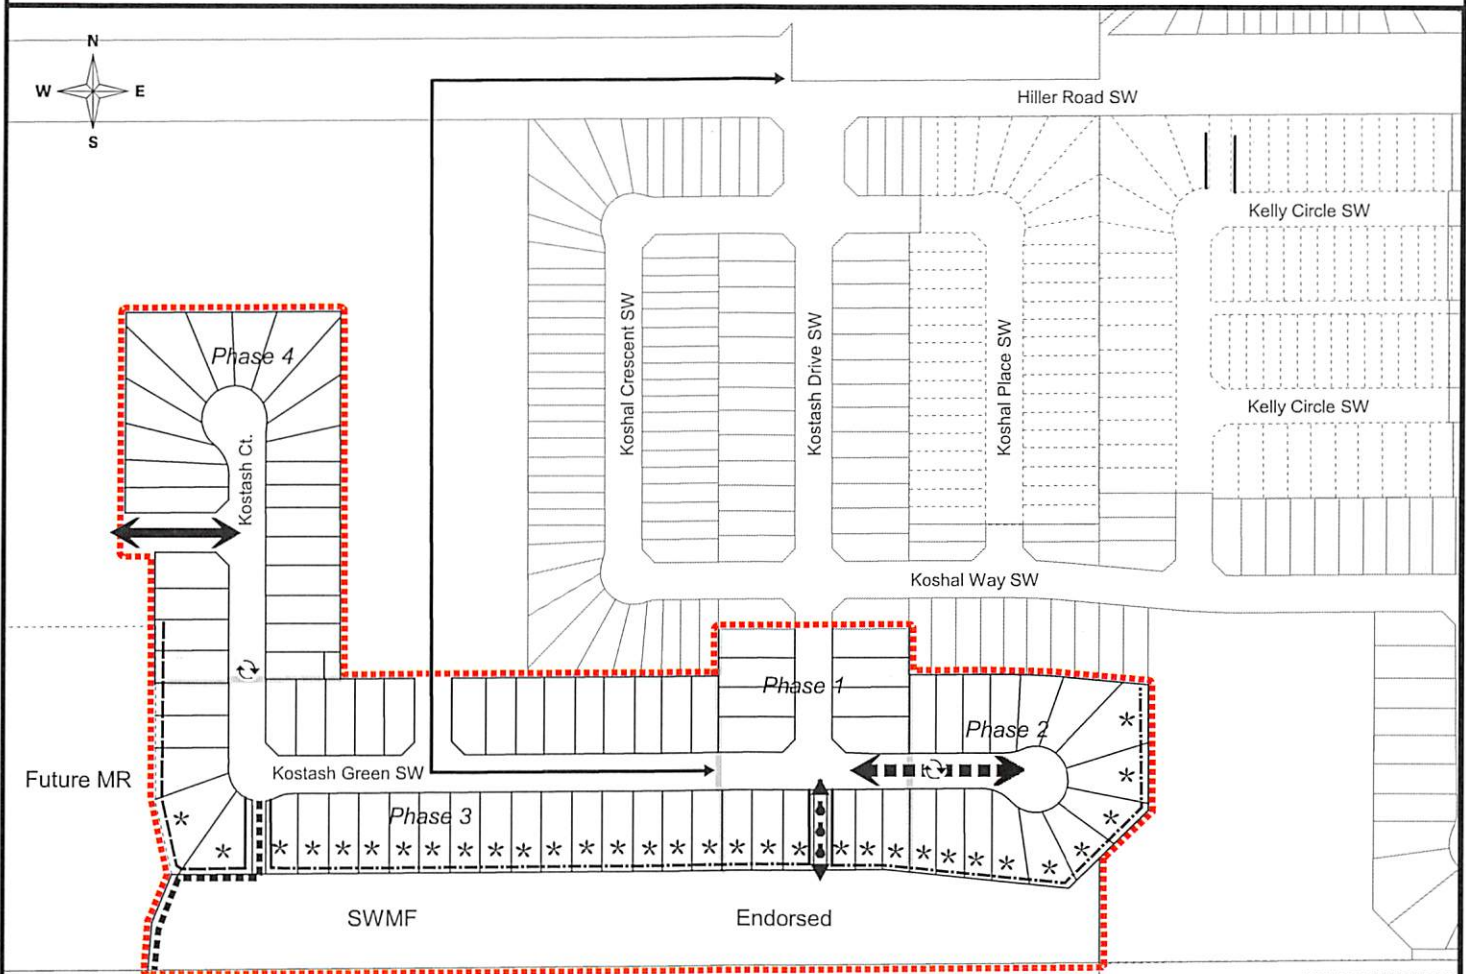 N
W E
S
Hiller Road SW
Kelly Circle SW
Koshal Crescent SW
Kostash Drive SW
Koshal Place SW
Phase 4
Kelly Circle SW
Kostash Ct.
Koshal Way SW
Phase 1
Phase 2
Future MR
Kostash Green SW
Phase 3
SWMF
Endorsed